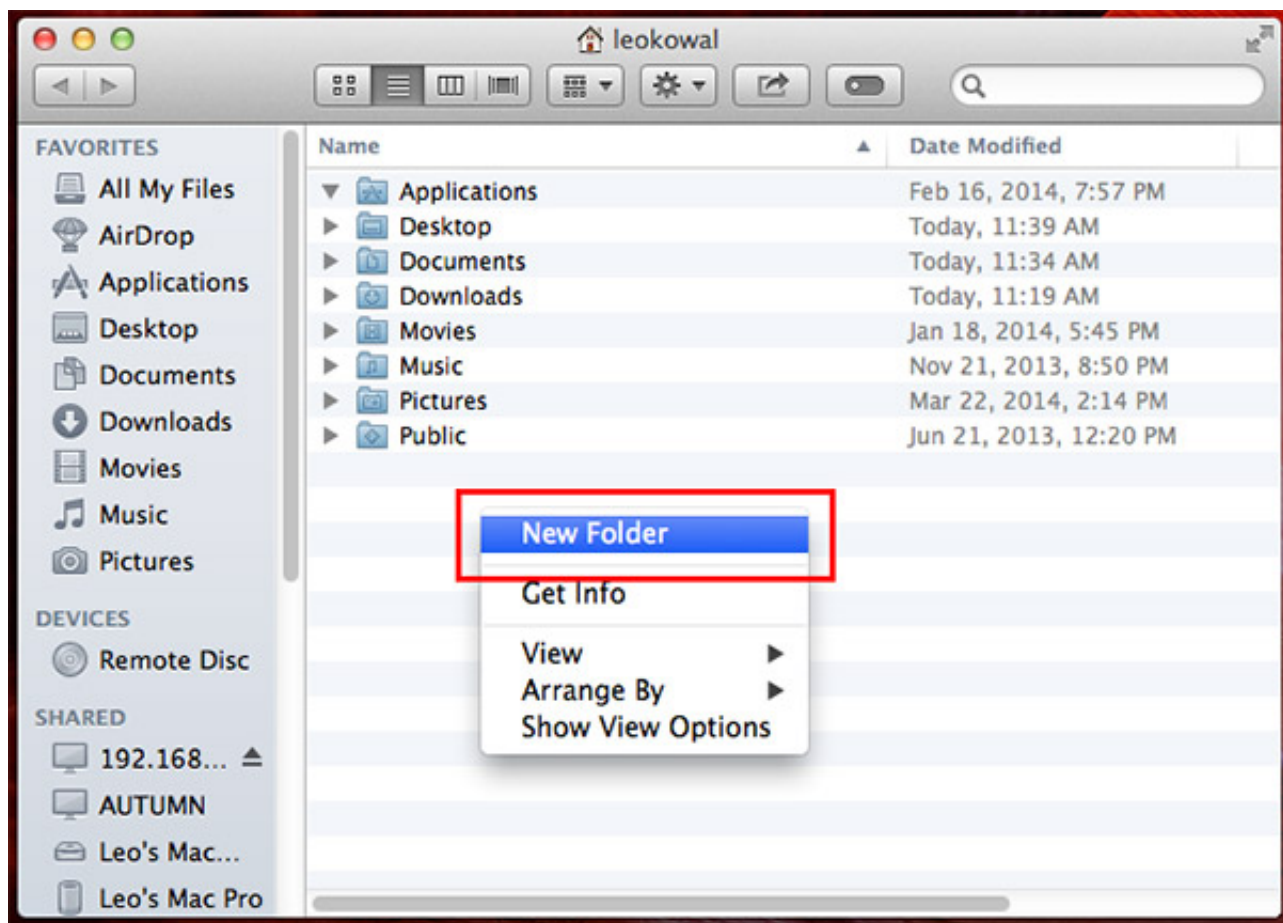 leokowal
FAVORITES
All My Files
AirDrop
Applications
Desktop
Documents
Downloads
Movies
Music
Pictures
DEVICES
Remote Disc
SHARED
192.168...
AUTUMN
Leo's Mac...
Leo's Mac Pro
Name Date Modified
Applications Feb 16, 2014, 7:57 PM
Desktop Today, 11:39 AM
Documents Today, 11:34 AM
Downloads Today, 11:19 AM
Movies Jan 18, 2014, 5:45 PM
Music Nov 21, 2013, 8:50 PM
Pictures Mar 22, 2014, 2:14 PM
Public Jun 21, 2013, 12:20 PM
New Folder
Get Info
View
Arrange By
Show View Options